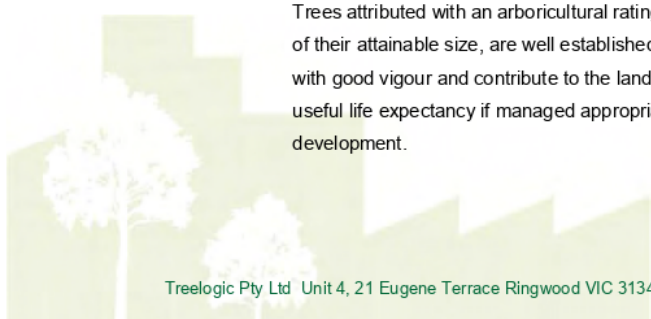 Trees attributed with an arboricultural rating
of their attainable size, are well established
with good vigour and contribute to the land
useful life expectancy if managed appropri
development.
Treelogic Pty Ltd Unit 4, 21 Eugene Terrace Ringwood VIC 3134